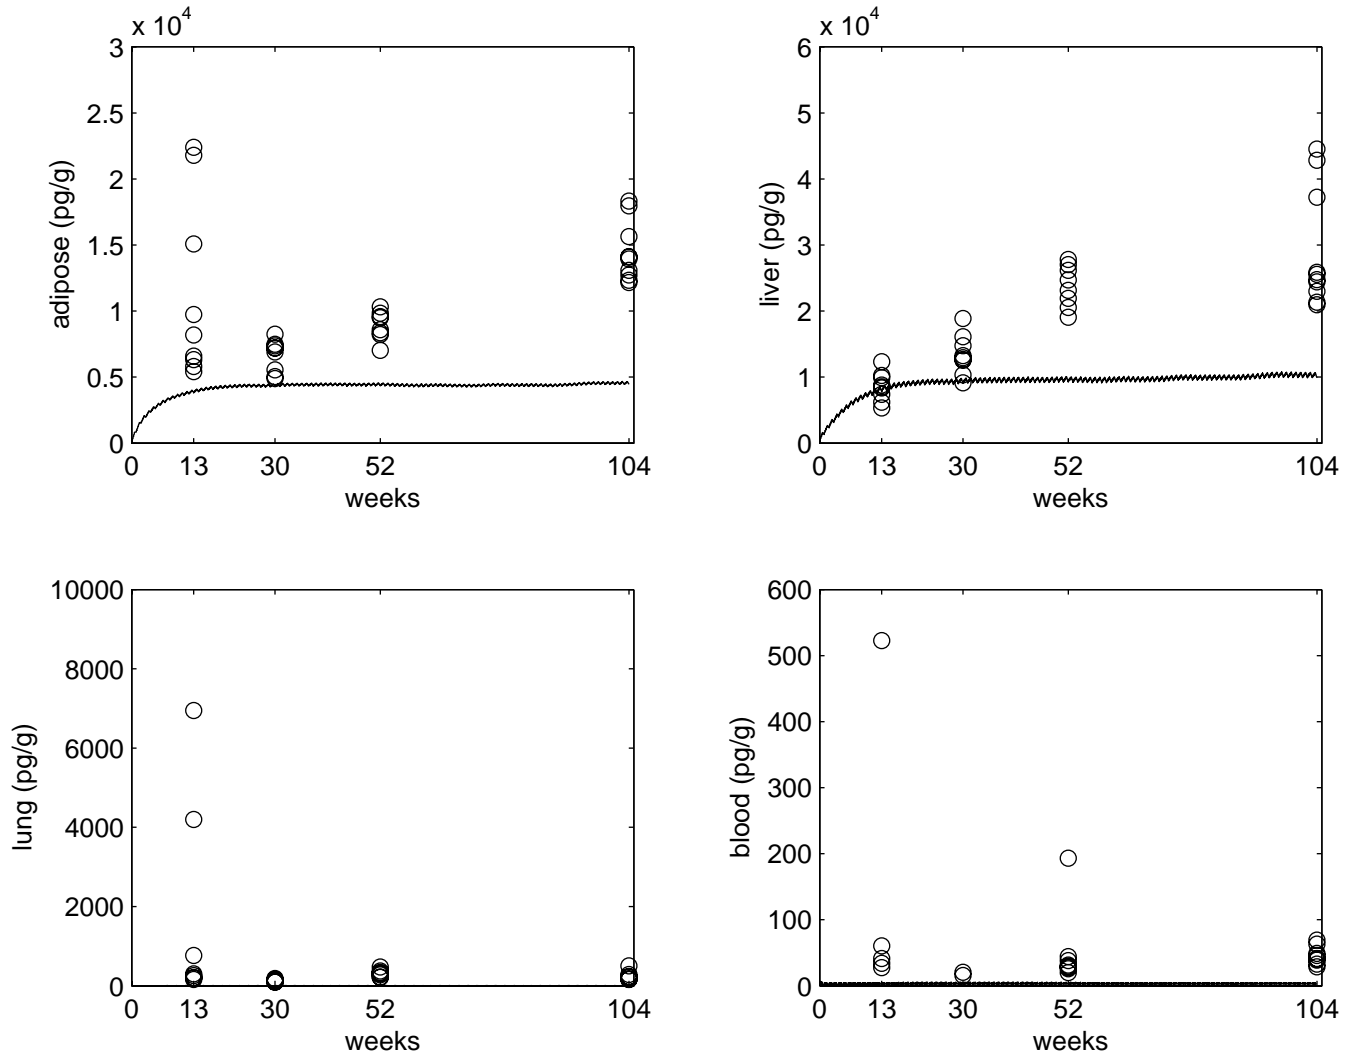 x 10^4
3
2.5
2
1.5
1
0.5
0
adipose (pg/g)
0 13 30 52 104
weeks
x 10^4
6
5
4
3
2
1
0
liver (pg/g)
0 13 30 52 104
weeks
10000
8000
6000
4000
2000
0
lung (pg/g)
0 13 30 52 104
weeks
600
500
400
300
200
100
0
blood (pg/g)
0 13 30 52 104
weeks